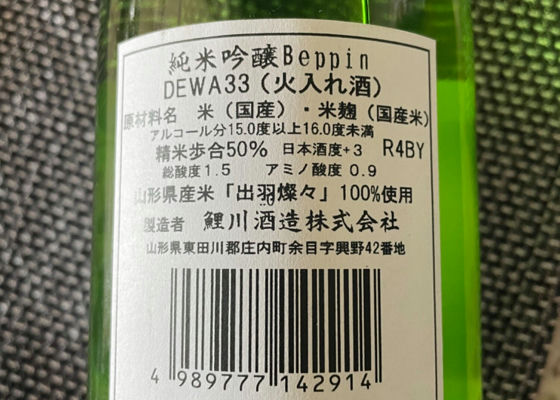 純米吟醸Beppin
DEWA33（火入れ酒）
原材料名　米（国産）・米麹（国産米）
アルコール分15.0度以上16.0度未満
精米歩合50%　日本酒度+3　R4BY
総酸度1.5　アミノ酸度 0.9
山形県産米「出羽燦々」100%使用
製造者　鯉川酒造株式会社
山形県東田川郡庄内町余目字興野42番地
4 989777 142914